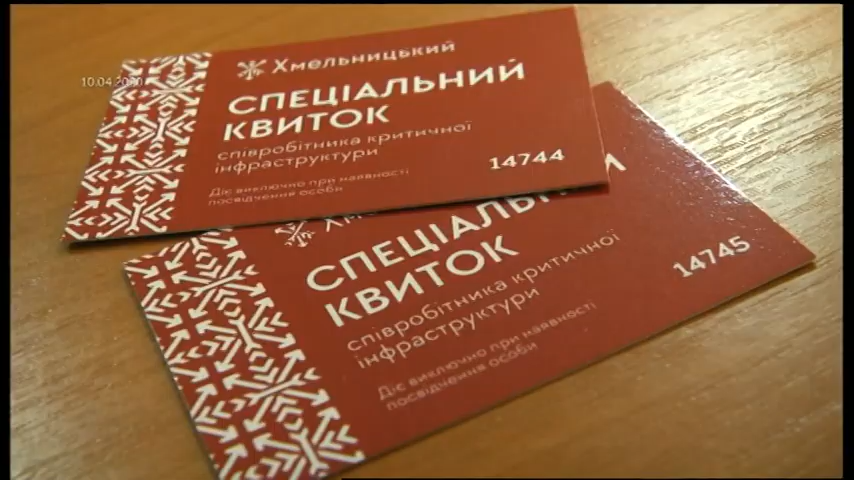 10.04.2020
Хмельницький
СПЕЦІАЛЬНИЙ
КВИТОК
співробітника критичної
інфраструктури
Діє виключно при наявності
посвідчення особи
14744
СПЕЦІАЛЬ
КВИТОК
співробітника критичної
інфраструктури
Діє виключно при наявності
посвідчення особи
14745